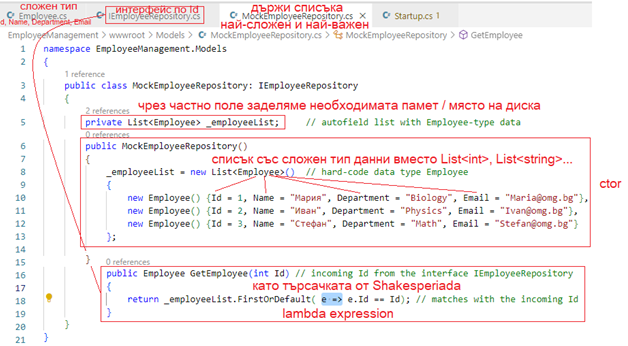 сложен тип
интерфейс по Id
държи списъка
Employee.cs
IEmployeeRepository.cs
MockEmployeeRepository.cs
Startup.cs 1
Id, Name, Department, Email
най-сложен и най-важен
EmployeeManagement > wwwroot > Models > MockEmployeeRepository.cs > MockEmployeeRepository > GetEmployee
1 namespace EmployeeManagement.Models
2 {
1 reference
3 public class MockEmployeeRepository: IEmployeeRepository
4 {
чрез частно поле заделяме необходимата памет / място на диска
2 references
5 private List<Employee> _employeeList; // autofield list with Employee-type data
0 references
6 public MockEmployeeRepository()
7 {
списък със сложен тип данни вместо List<int>, List<string>...
8 _employeeList = new List<Employee>() // hard-code data type Employee
9 {
ctor
10 new Employee() {Id = 1, Name = "Мария", Department = "Biology", Email = "Maria@omg.bg"},
11 new Employee() {Id = 2, Name = "Иван", Department = "Physics", Email = "Ivan@omg.bg"},
12 new Employee() {Id = 3, Name = "Стефан", Department = "Math", Email = "Stefan@omg.bg"}
13 };
14
15 }
0 references
16 public Employee GetEmployee(int Id) // incoming Id from the interface IEmployeeRepository
17 {
като търсачката от Shakesperiada
18 return _employeeList.FirstOrDefault( e => e.Id == Id); // matches with the incoming Id
19 }
lambda expression
20 }
21 }